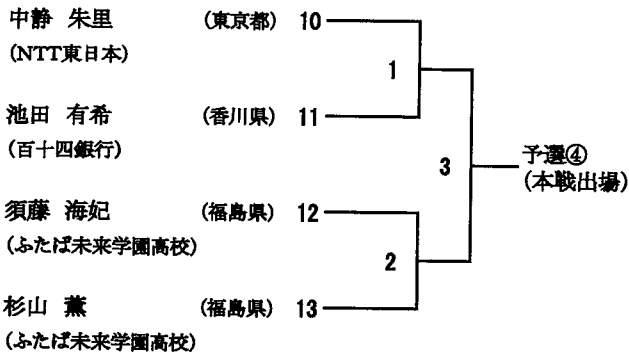 中静 朱里 (東京都) 10
(NTT東日本)
1
池田 有希 (香川県) 11
(百十四銀行)
3
予選④
(本戦出場)
須藤 海妃 (福島県) 12
(ふたば未来学園高校)
2
杉山 薫 (福島県) 13
(ふたば未来学園高校)